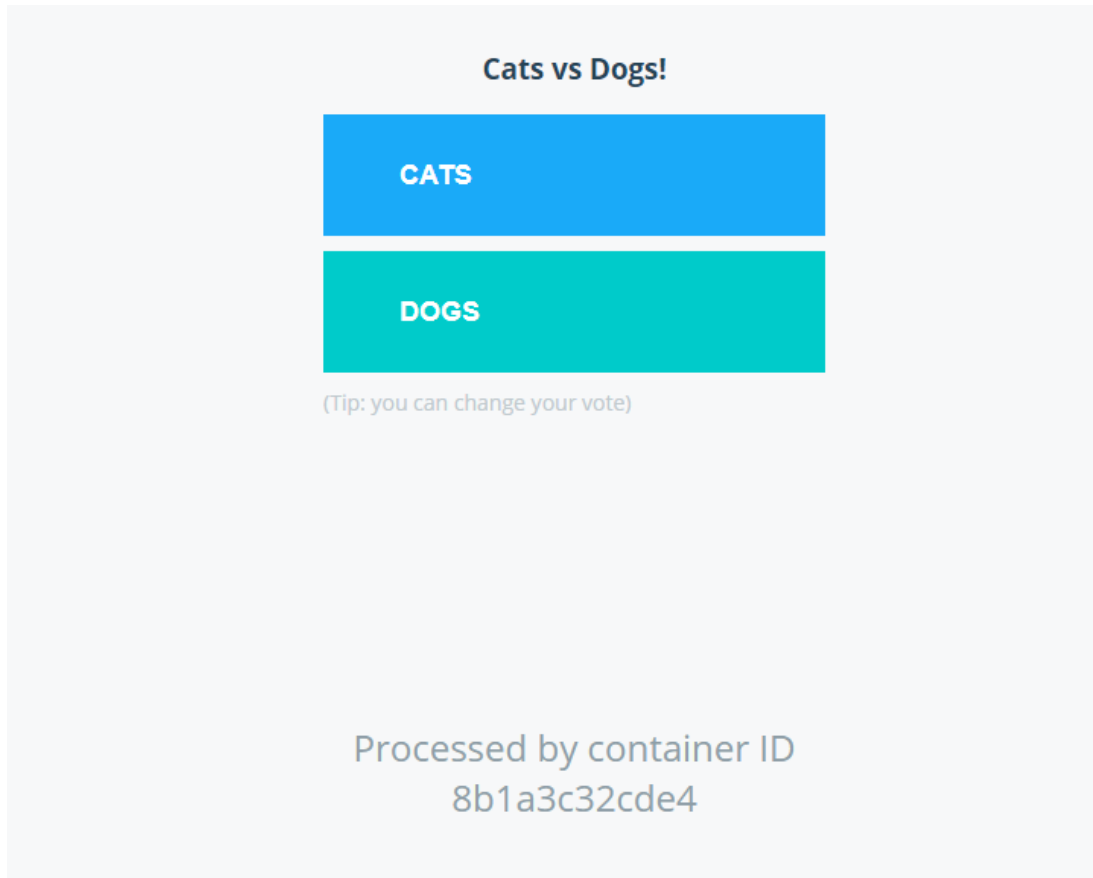 Cats vs Dogs!
CATS
DOGS
(Tip: you can change your vote)
Processed by container ID
8b1a3c32cde4